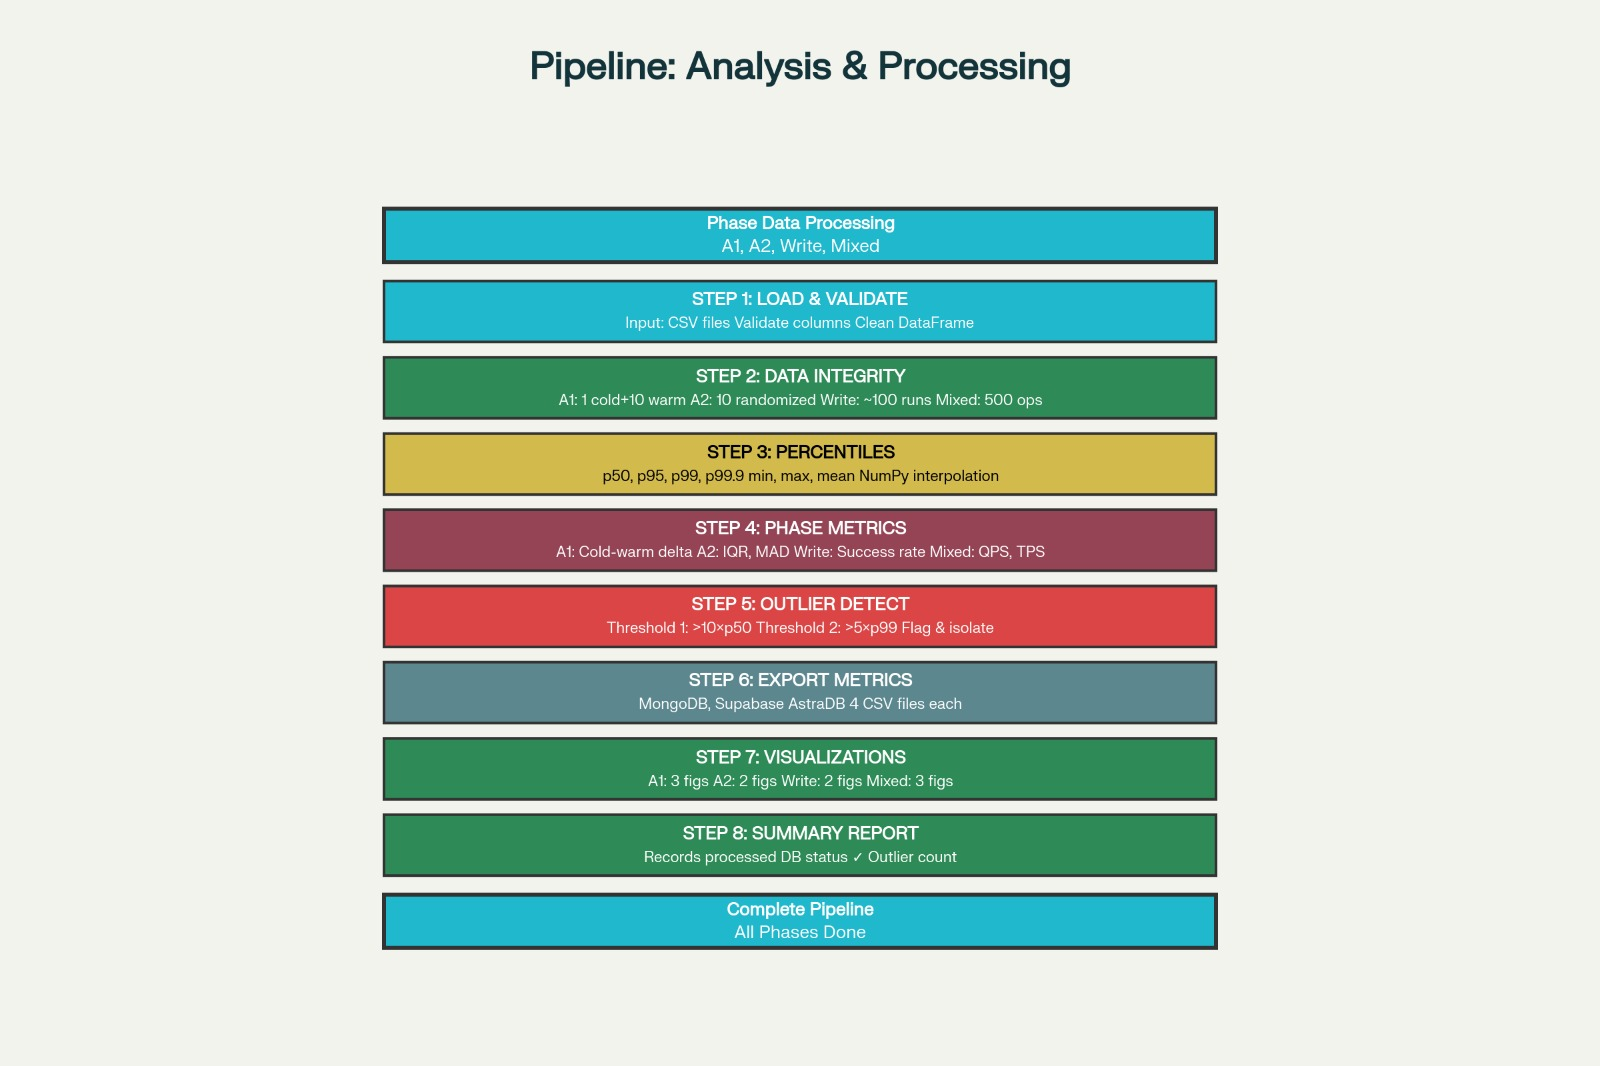 Pipeline: Analysis & Processing
Phase Data Processing
A1, A2, Write, Mixed
STEP 1: LOAD & VALIDATE
Input: CSV files Validate columns Clean DataFrame
STEP 2: DATA INTEGRITY
A1: 1 cold+10 warm A2: 10 randomized Write: ~100 runs Mixed: 500 ops
STEP 3: PERCENTILES
p50, p95, p99, p99.9 min, max, mean NumPy interpolation
STEP 4: PHASE METRICS
A1: Cold-warm delta A2: IQR, MAD Write: Success rate Mixed: QPS, TPS
STEP 5: OUTLIER DETECT
Threshold 1: >10×p50 Threshold 2: >5×p99 Flag & isolate
STEP 6: EXPORT METRICS
MongoDB, Supabase AstraDB 4 CSV files each
STEP 7: VISUALIZATIONS
A1: 3 figs A2: 2 figs Write: 2 figs Mixed: 3 figs
STEP 8: SUMMARY REPORT
Records processed DB status ✓ Outlier count
Complete Pipeline
All Phases Done